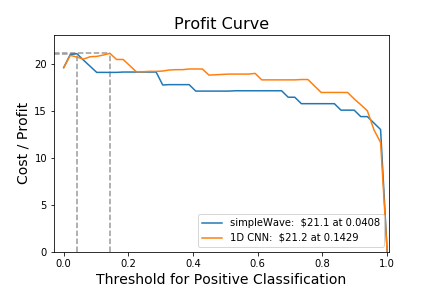 Profit Curve
Cost / Profit
20
15
10
5
0
0.0 0.2 0.4 0.6 0.8 1.0
simpleWave:  $21.1 at 0.0408
1D CNN:  $21.2 at 0.1429
Threshold for Positive Classification